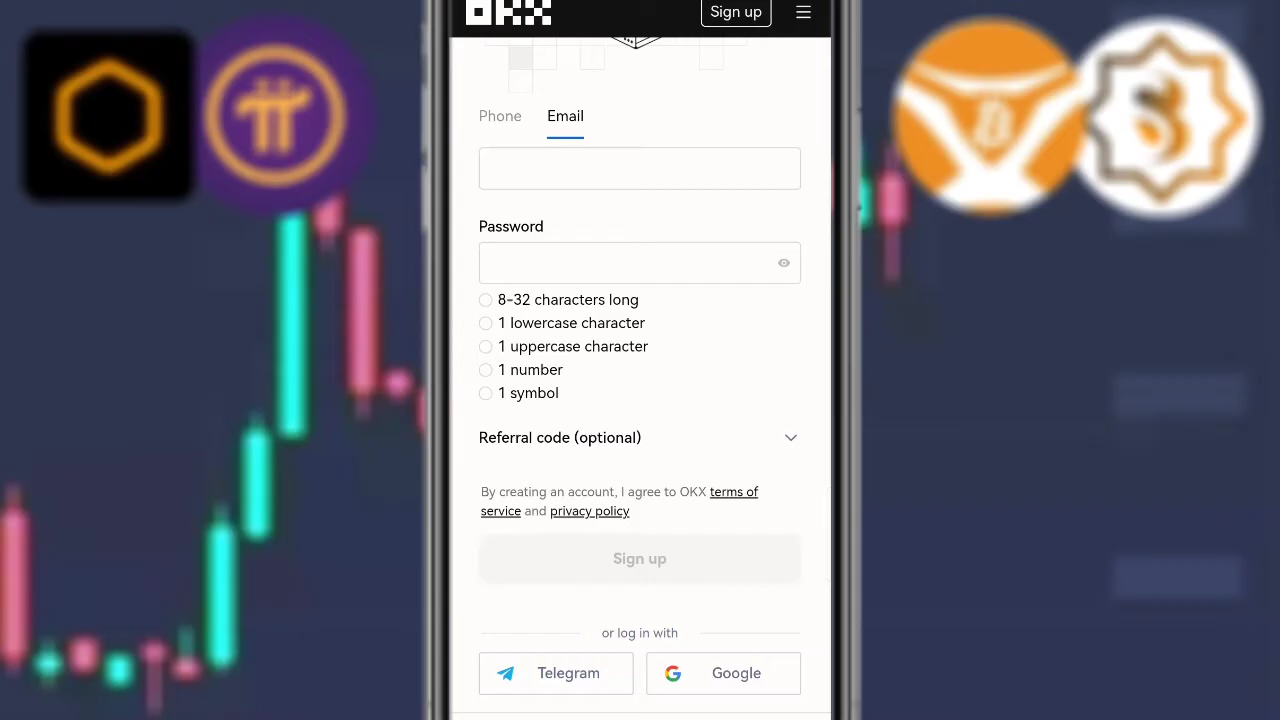 OKX
Sign up
Phone
Email
Password
8-32 characters long
1 lowercase character
1 uppercase character
1 number
1 symbol
Referral code (optional)
By creating an account, I agree to OKX terms of
service and privacy policy
Sign up
or log in with
Telegram
Google